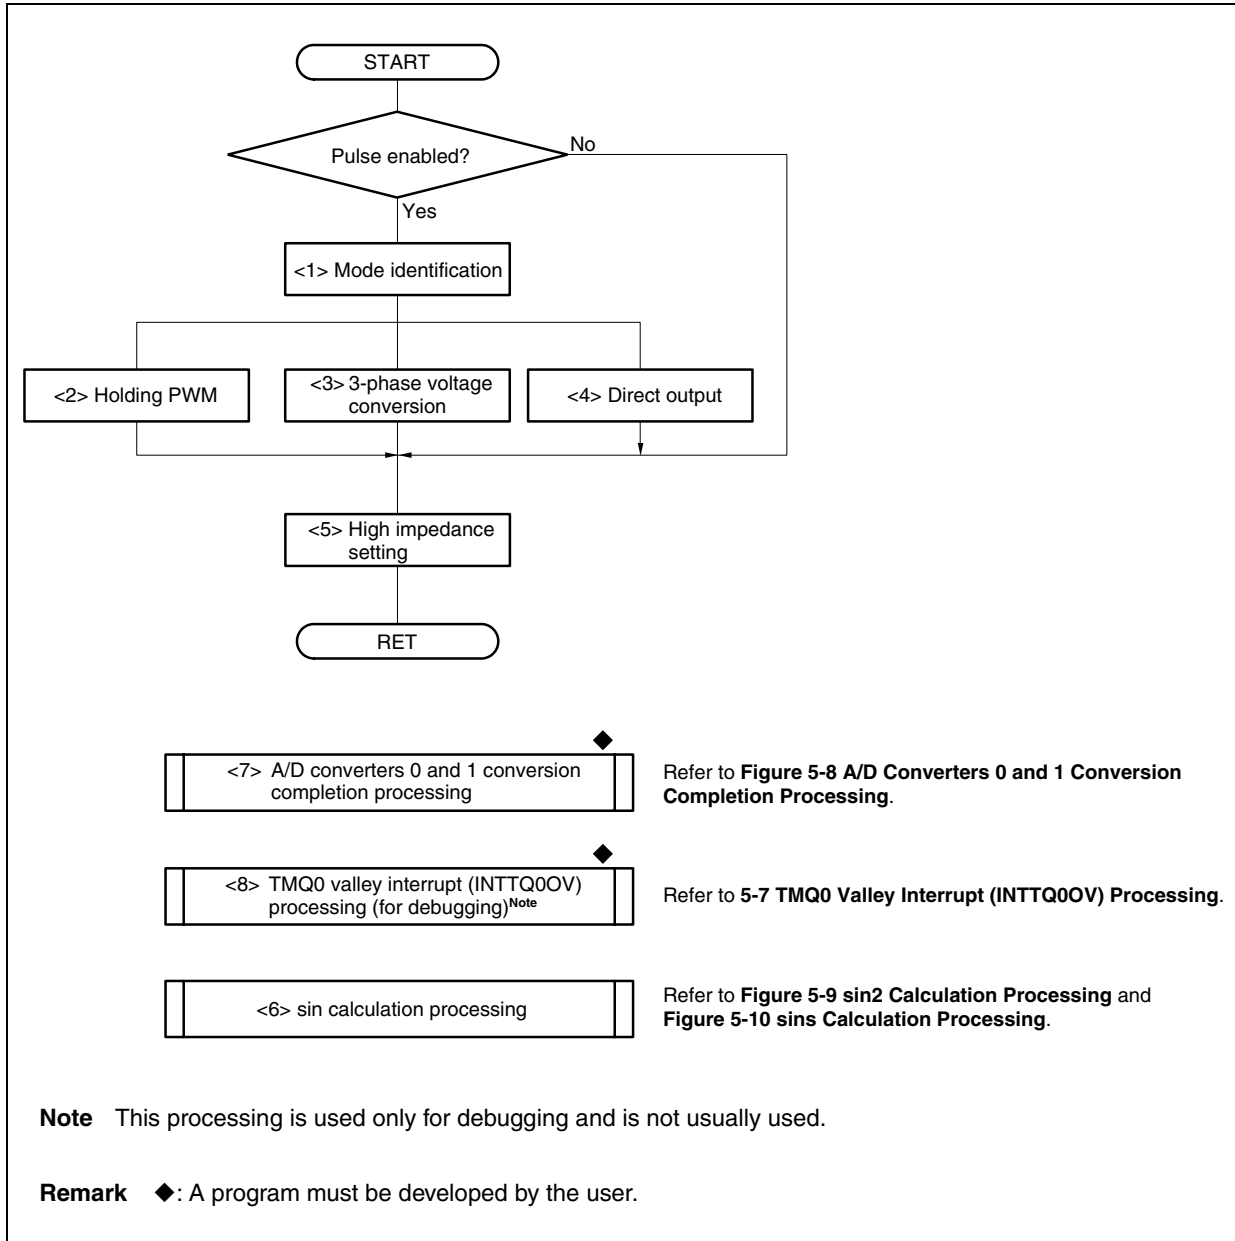 START
Pulse enabled?
No
Yes
<1> Mode identification
<2> Holding PWM
<3> 3-phase voltage
conversion
<4> Direct output
<5> High impedance
setting
RET
◆
<7> A/D converters 0 and 1 conversion
completion processing
Refer to Figure 5-8 A/D Converters 0 and 1 Conversion
Completion Processing.
◆
<8> TMQ0 valley interrupt (INTTQ0OV)
processing (for debugging)Note
Refer to 5-7 TMQ0 Valley Interrupt (INTTQ0OV) Processing.
<6> sin calculation processing
Refer to Figure 5-9 sin2 Calculation Processing and
Figure 5-10 sins Calculation Processing.
Note This processing is used only for debugging and is not usually used.
Remark ◆: A program must be developed by the user.